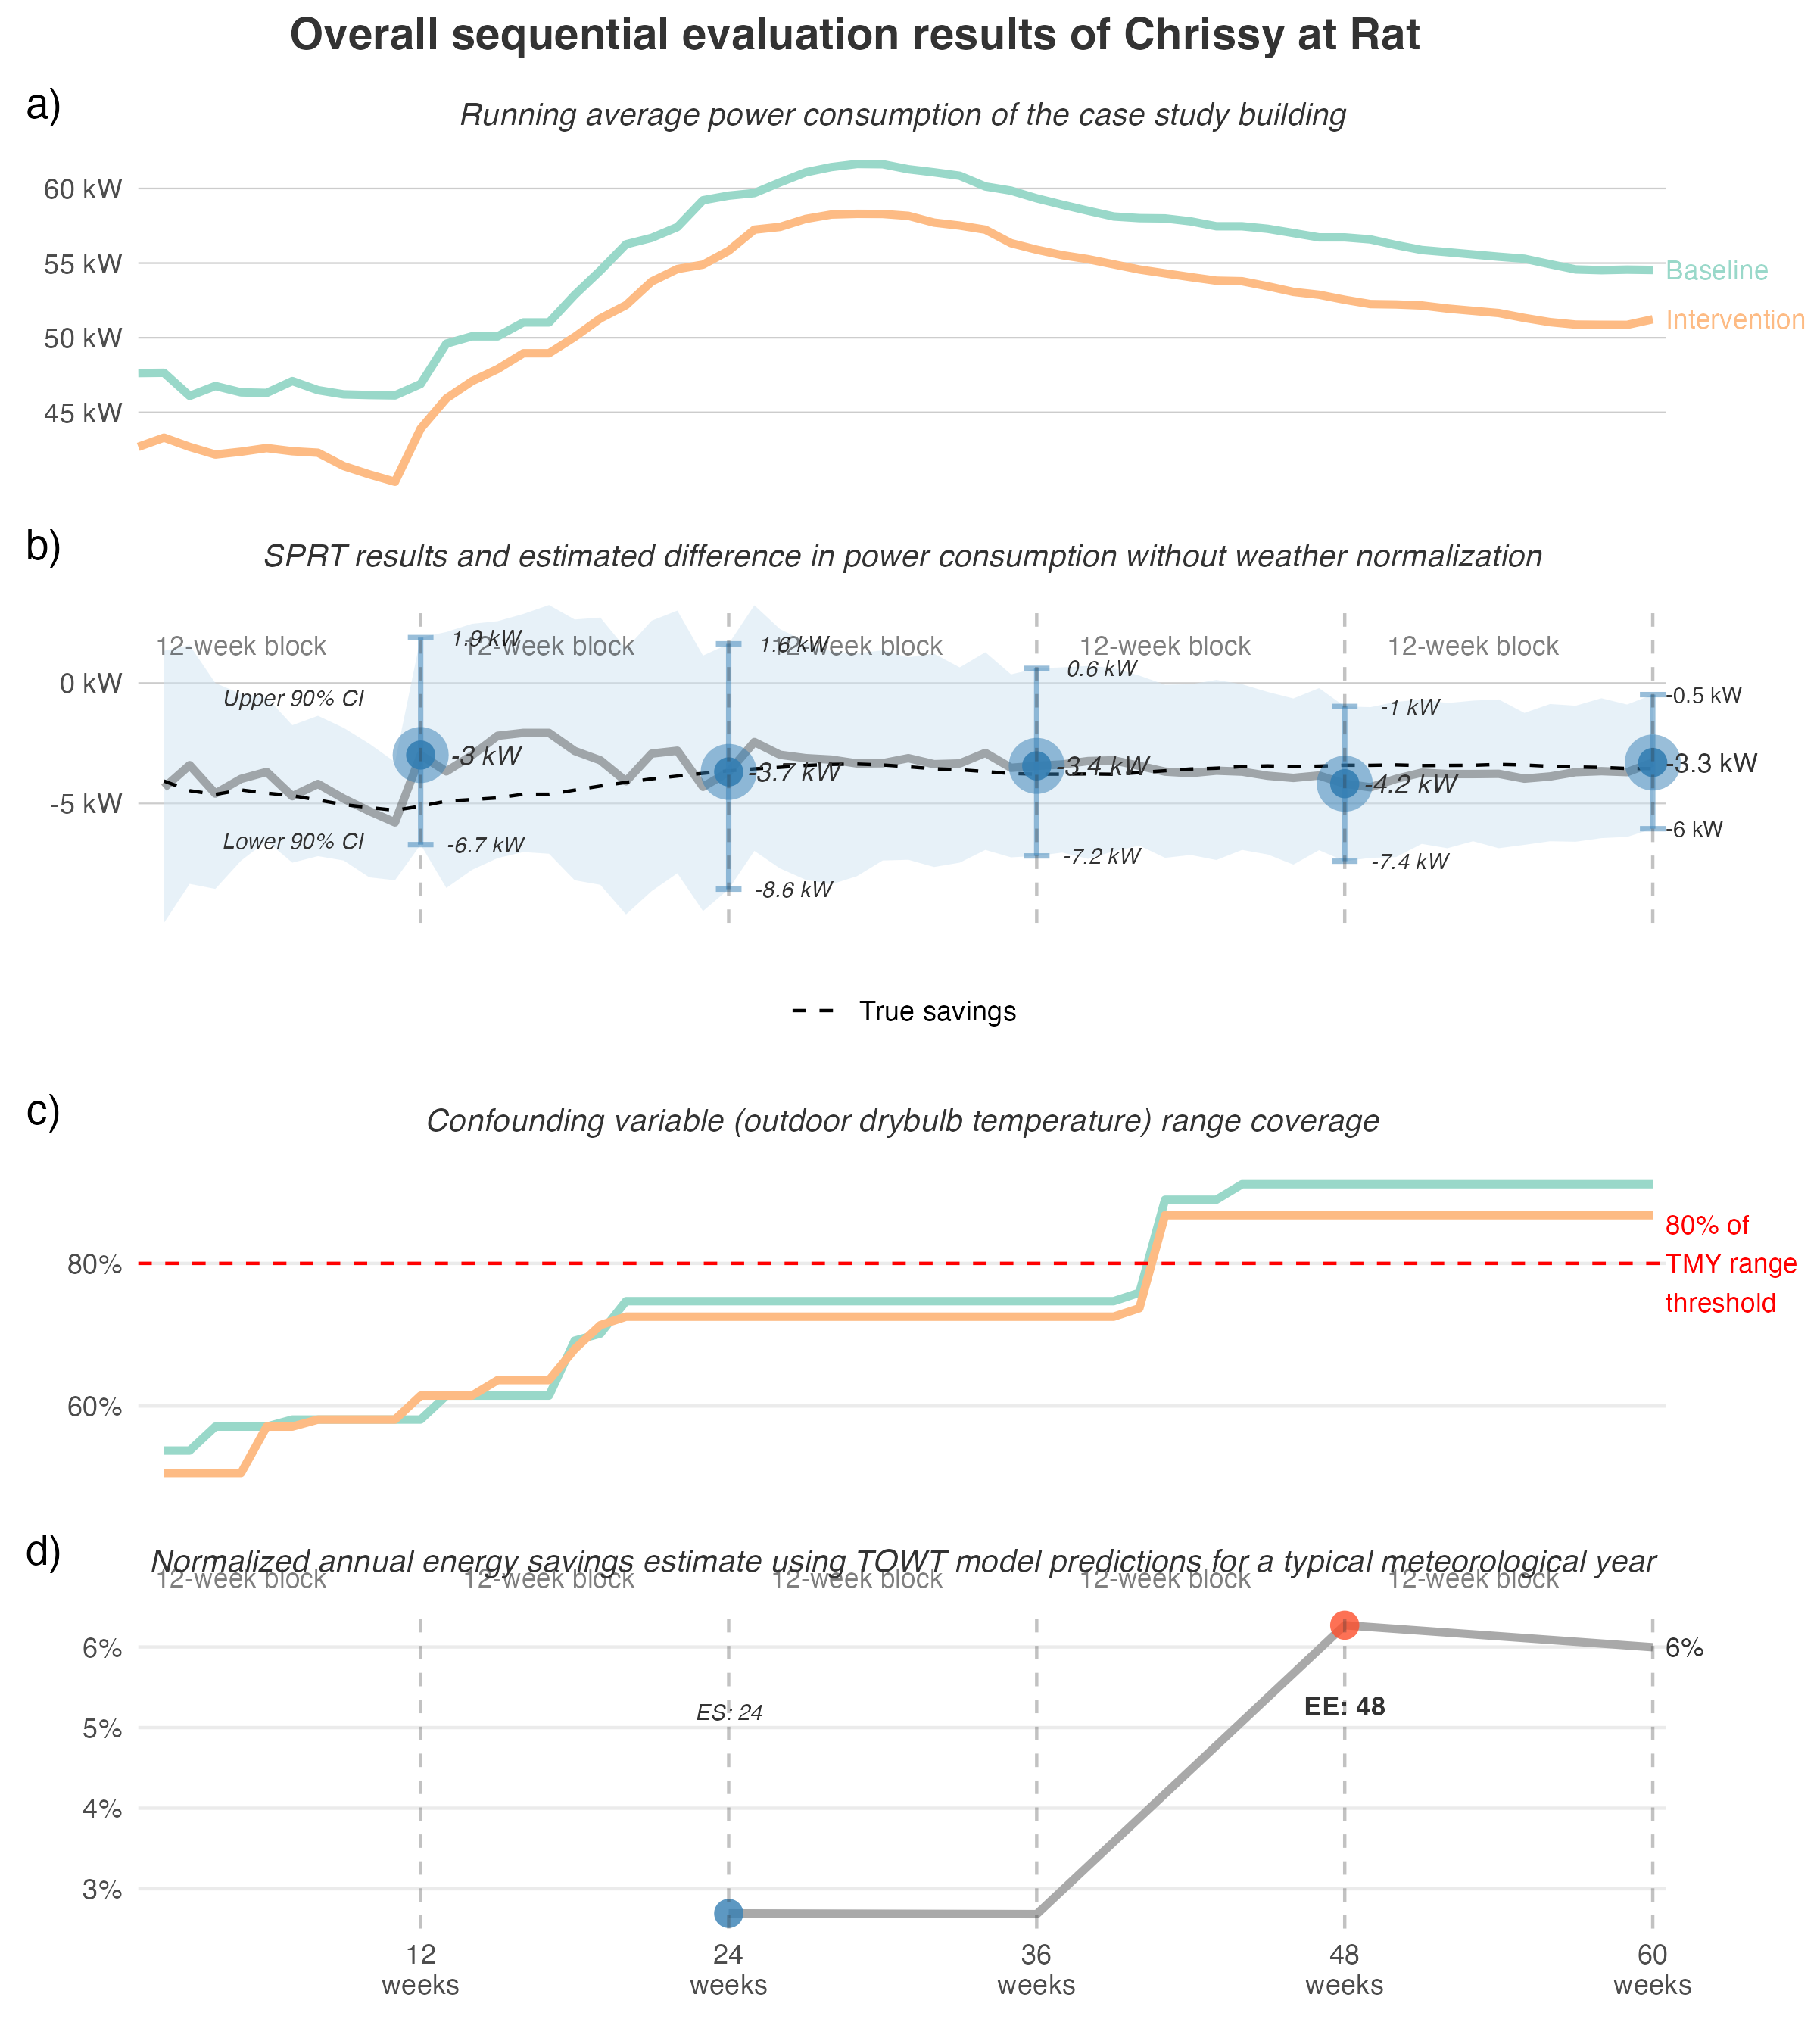 Overall sequential evaluation results of Chrissy at Rat
a)
Running average power consumption of the case study building
60 kW
55 kW
50 kW
45 kW
Baseline
Intervention
b)
SPRT results and estimated difference in power consumption without weather normalization
12-week block
12-week block
12-week block
12-week block
12-week block
1.9 kW
1.6 kW
0.6 kW
-1 kW
-0.5 kW
0 kW
Upper 90% CI
-3 kW
-3.7 kW
-3.4 kW
-4.2 kW
-3.3 kW
-5 kW
Lower 90% CI
-6.7 kW
-8.6 kW
-7.2 kW
-7.4 kW
-6 kW
True savings
c)
Confounding variable (outdoor drybulb temperature) range coverage
80%
60%
80% of
TMY range
threshold
d)
Normalized annual energy savings estimate using TOWT model predictions for a typical meteorological year
12-week block
12-week block
12-week block
12-week block
12-week block
6%
5%
4%
3%
ES: 24
EE: 48
6%
12
weeks
24
weeks
36
weeks
48
weeks
60
weeks